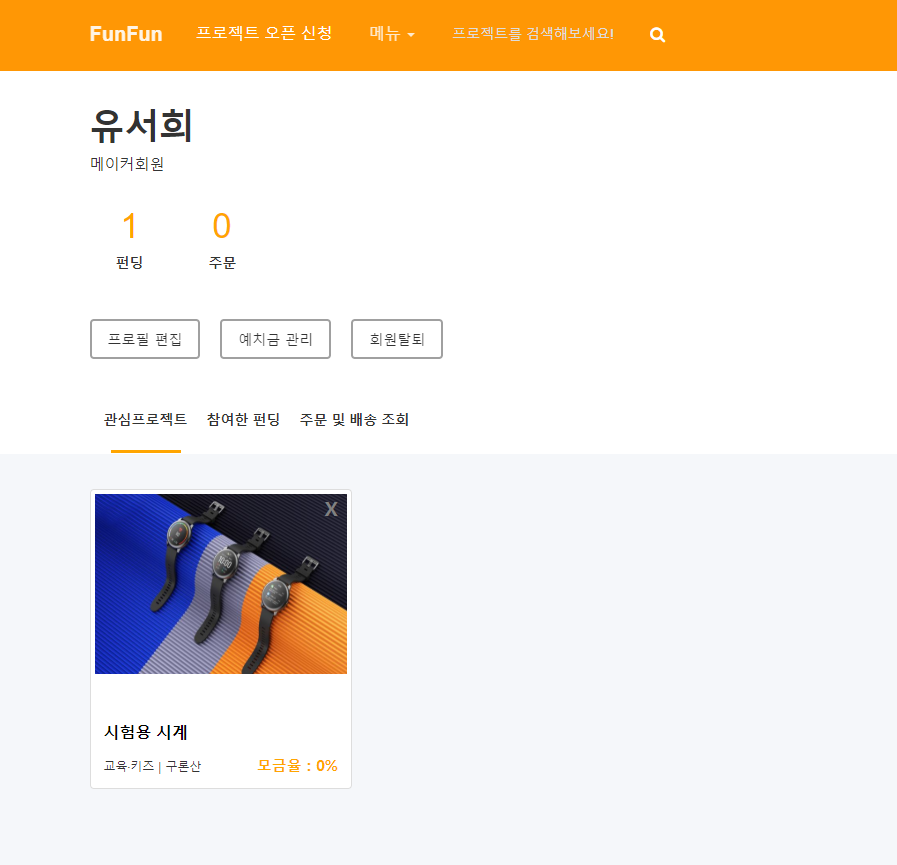 FunFun 프로젝트 오픈 신청 메뉴 프로젝트를 검색해보세요!
유서희
메이커회원
1 0
펀딩 주문
프로필 편집 예치금 관리 회원탈퇴
관심프로젝트 참여한 펀딩 주문 및 배송 조회
X
10:00
시험용 시계
교육·키즈 | 구론산 모금율 : 0%